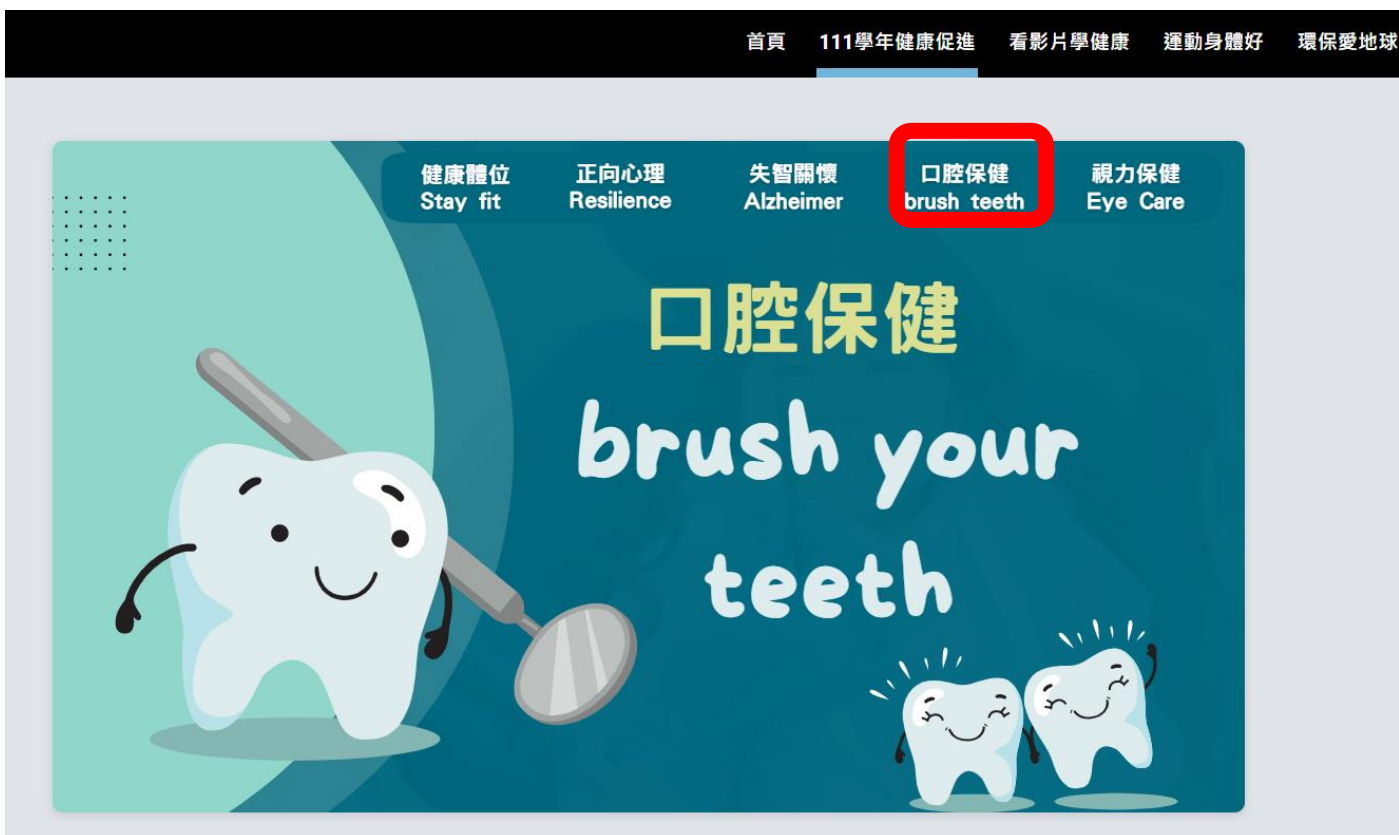 首頁 111學年健康促進 看影片學健康 運動身體好 環保愛地球
健康體位 正向心理 失智關懷 口腔保健 視力保健
Stay fit Resilience Alzheimer brush teeth Eye Care
口腔保健
brush your
teeth